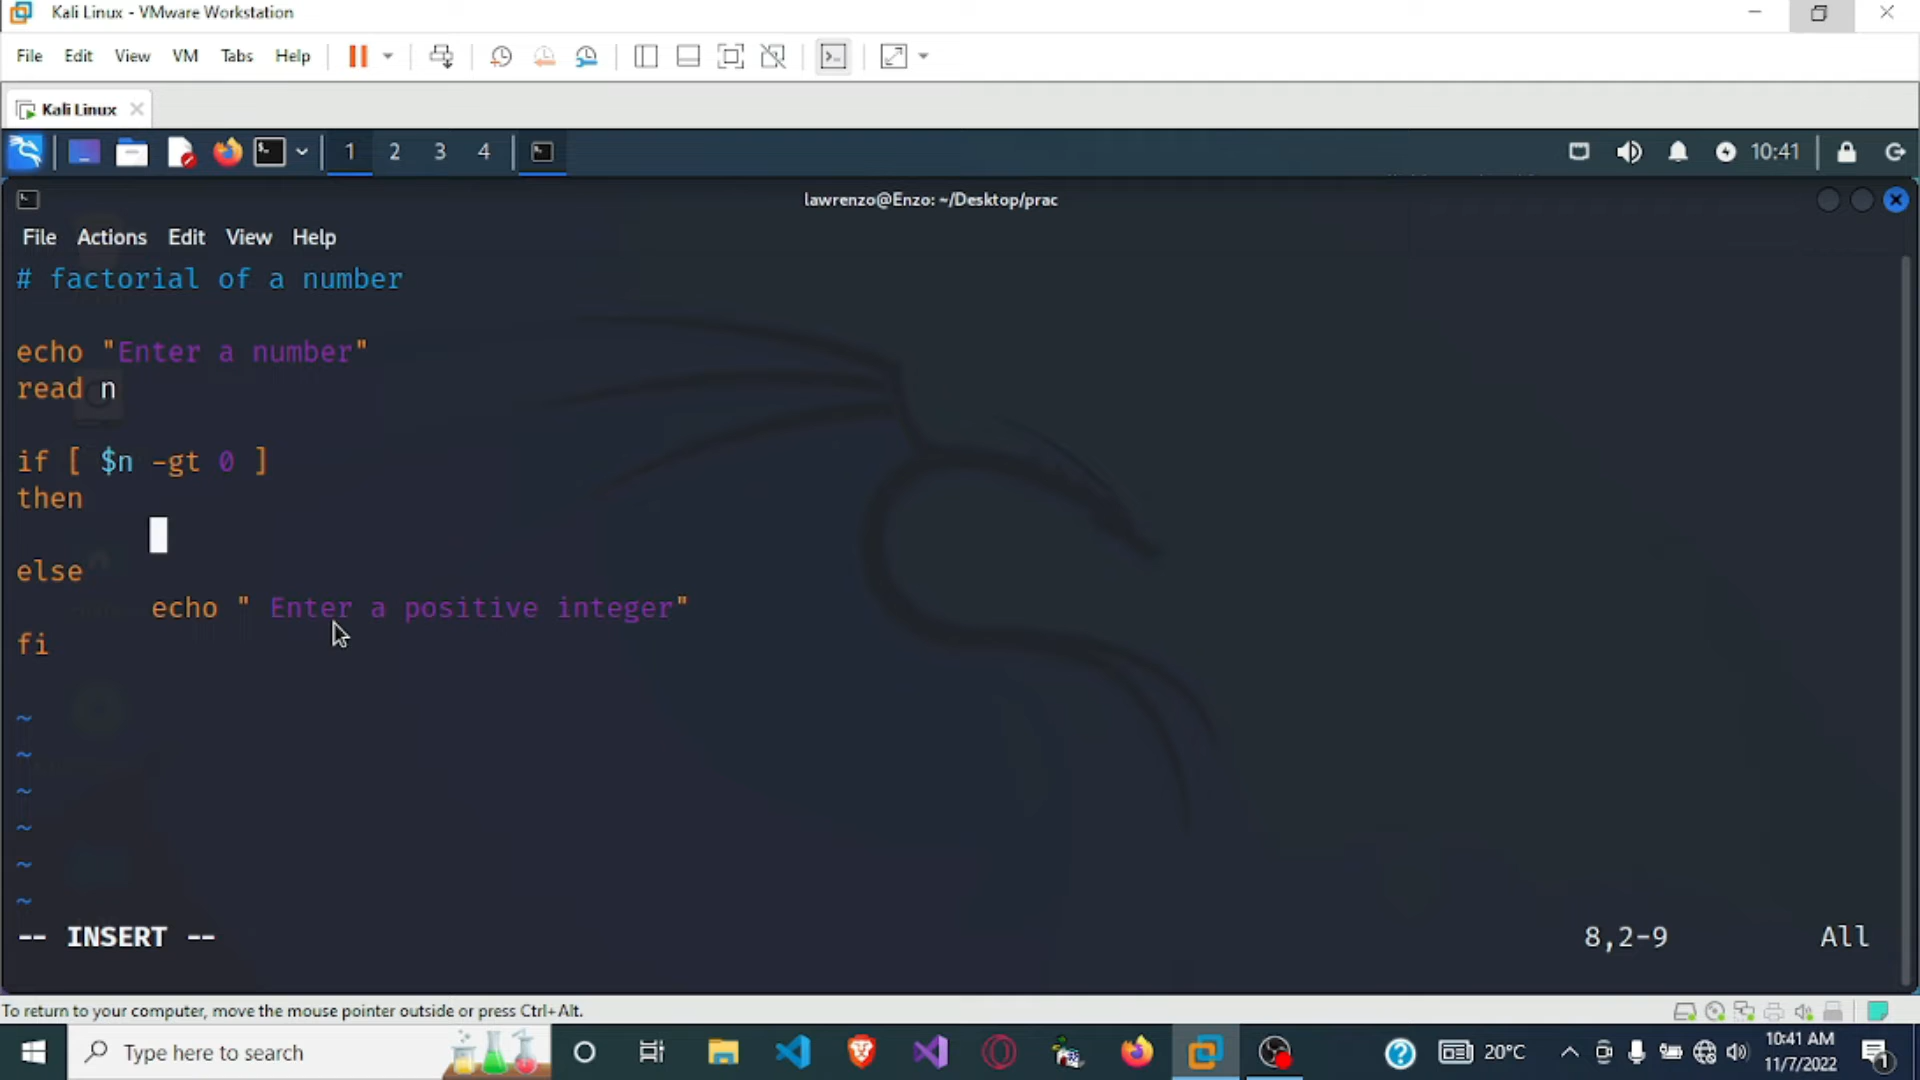 Kali Linux - VMware Workstation
File Edit View VM Tabs Help
Kali Linux
1 2 3 4 10:41
lawrenzo@Enzo: ~/Desktop/prac
File Actions Edit View Help
# factorial of a number
echo "Enter a number"
read n
if [ $n -gt 0 ]
then
else
echo " Enter a positive integer"
fi
~
~
~
~
~
~
-- INSERT -- 8,2-9 All
To return to your computer, move the mouse pointer outside or press Ctrl+Alt.
Type here to search 20°C 10:41 AM
11/7/2022
1